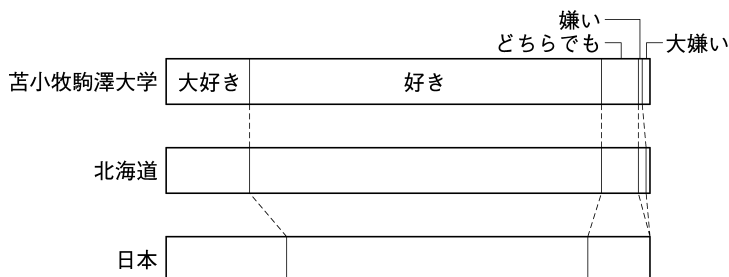 嫌い
どちらでも
大嫌い
苫小牧駒澤大学
大好き
好き
北海道
日本